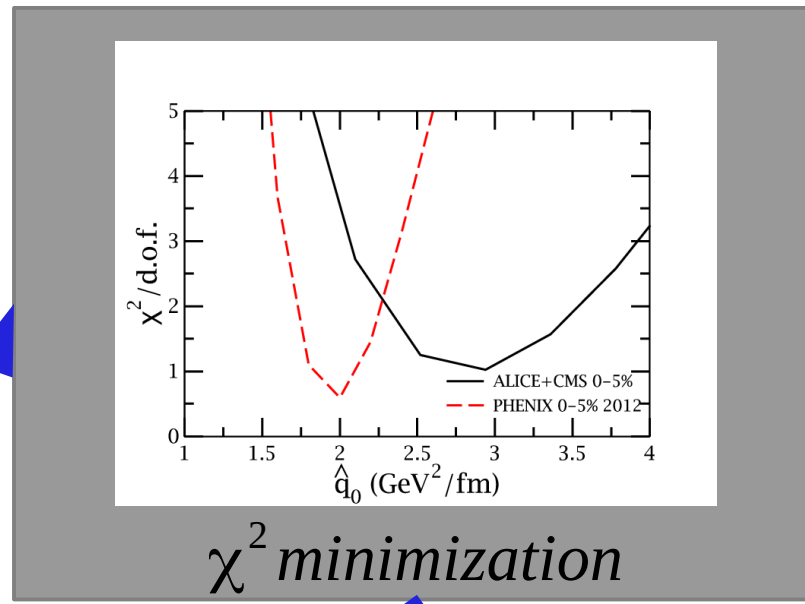 5
4
3
2
1
0
χ²/d.o.f.
ALICE+CMS 0–5%
PHENIX 0–5% 2012
1 1.5 2 2.5 3 3.5 4
q̂₀ (GeV²/fm)
χ² minimization